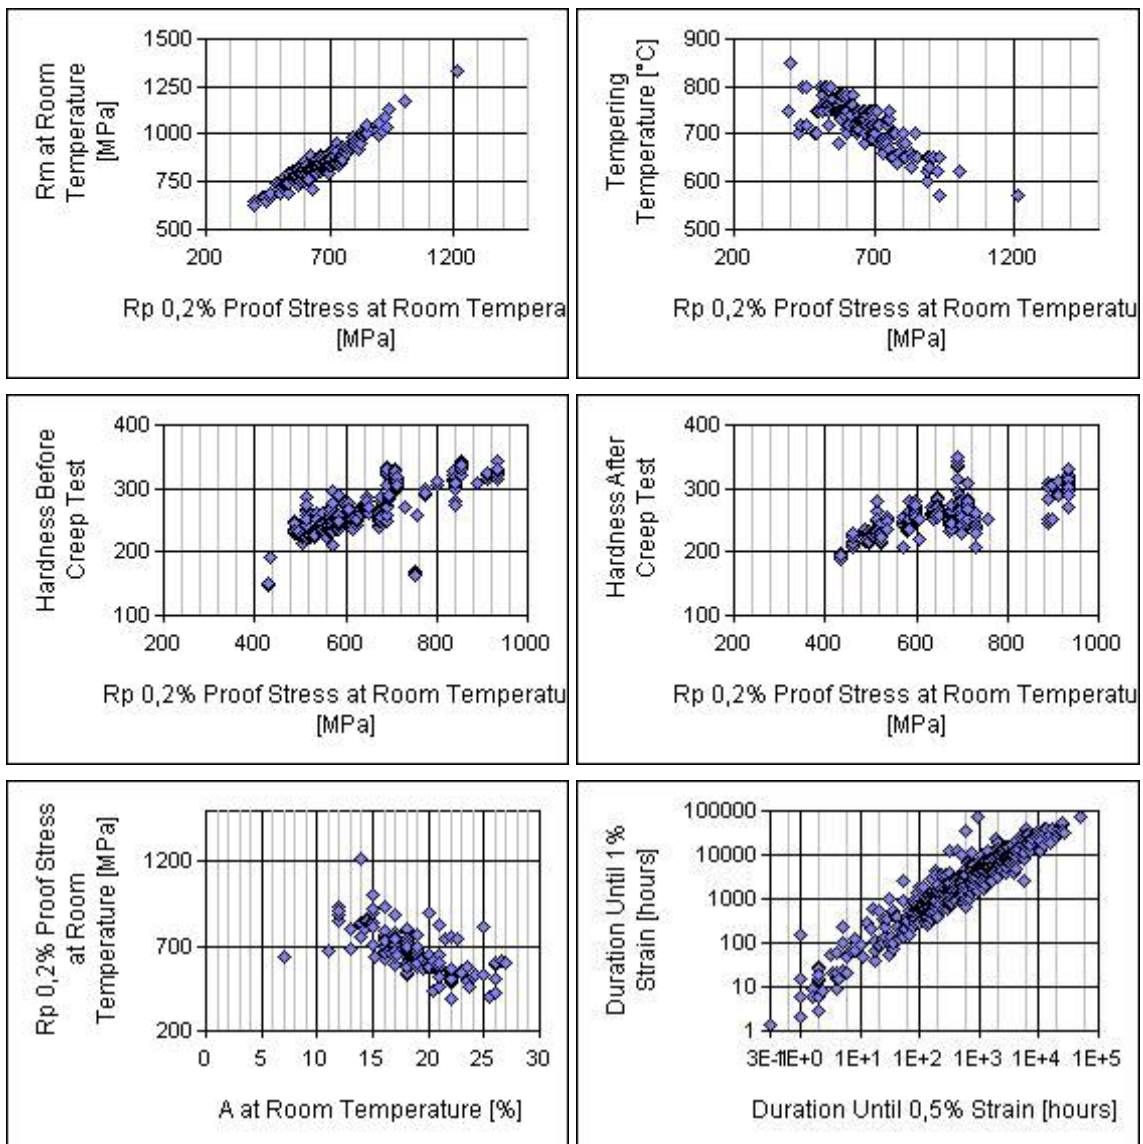 Rm at Room
Temperature
[MPa]
1500
1250
1000
750
500
200 700 1200
Rp 0,2% Proof Stress at Room Tempera
[MPa]
Tempering
Temperature [°C]
900
800
700
600
500
200 700 1200
Rp 0,2% Proof Stress at Room Temperatu
[MPa]
Hardness Before
Creep Test
400
300
200
100
200 400 600 800 1000
Rp 0,2% Proof Stress at Room Temperatu
[MPa]
Hardness After
Creep Test
400
300
200
100
200 400 600 800 1000
Rp 0,2% Proof Stress at Room Temperatu
[MPa]
Rp 0,2% Proof Stress
at Room
Temperature [MPa]
1200
700
200
0 5 10 15 20 25 30
A at Room Temperature [%]
Duration Until 1%
Strain [hours]
100000
10000
1000
100
10
1
1E+0 1E+1 1E+2 1E+3 1E+4 1E+5
Duration Until 0,5% Strain [hours]